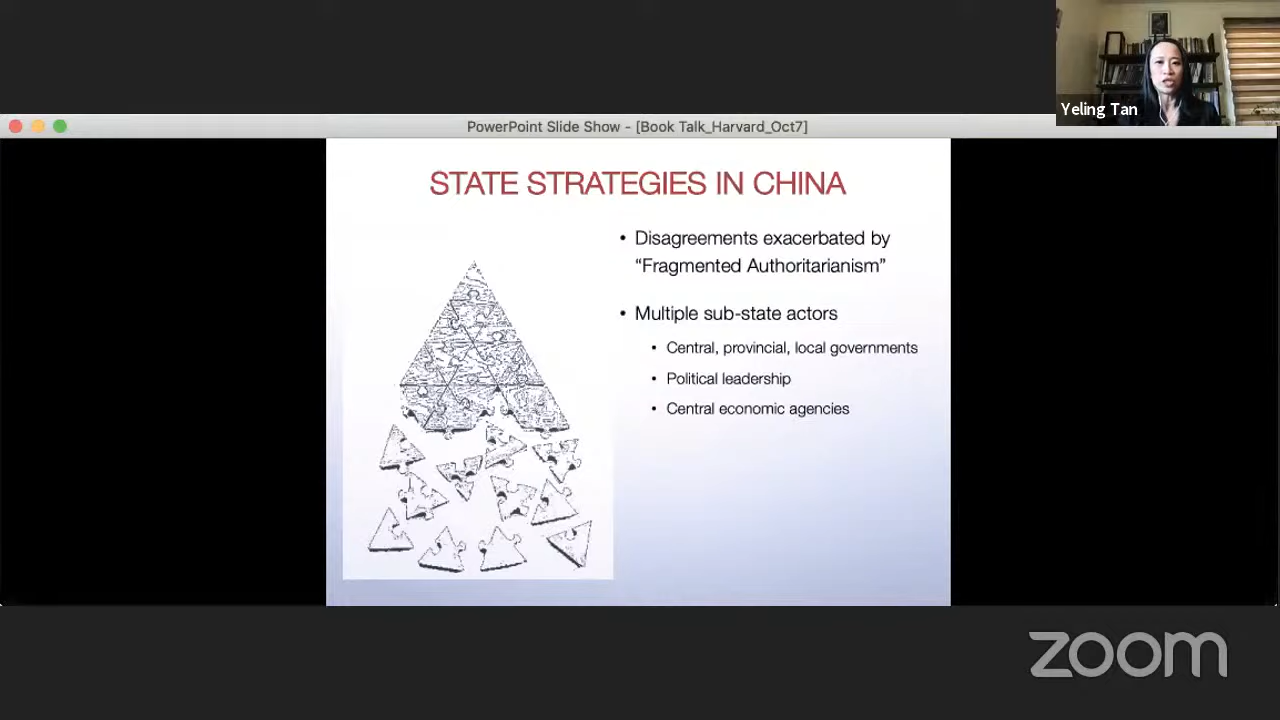 Yeling Tan
PowerPoint Slide Show - [Book Talk_Harvard_Oct7]
STATE STRATEGIES IN CHINA
• Disagreements exacerbated by
“Fragmented Authoritarianism”
• Multiple sub-state actors
• Central, provincial, local governments
• Political leadership
• Central economic agencies
zoom